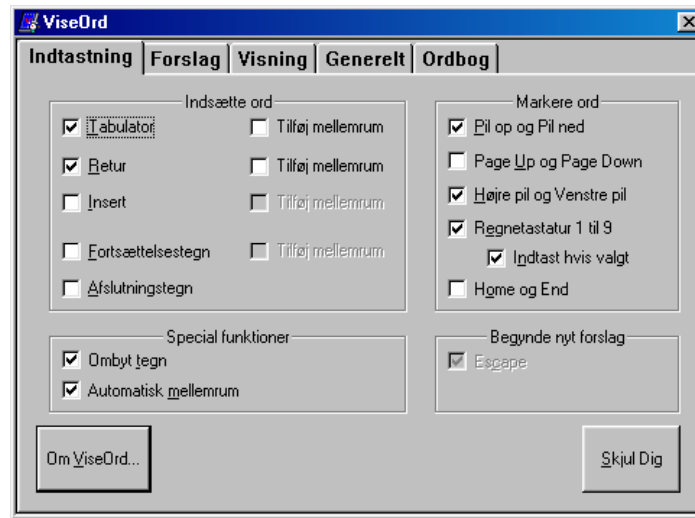 ViseOrd
Indtastning Forslag Visning Generelt Ordbog
Indsætte ord
Tabulator Tilføj mellemrum
Retur Tilføj mellemrum
Insert Tilføj mellemrum
Fortsættelsestegn Tilføj mellemrum
Afslutningstegn
Markere ord
Pil op og Pil ned
Page Up og Page Down
Højre pil og Venstre pil
Regnetastatur 1 til 9
Indtast hvis valgt
Home og End
Special funktioner
Ombyt tegn
Automatisk mellemrum
Begynde nyt forslag
Escape
Om ViseOrd...
Skjul Dig